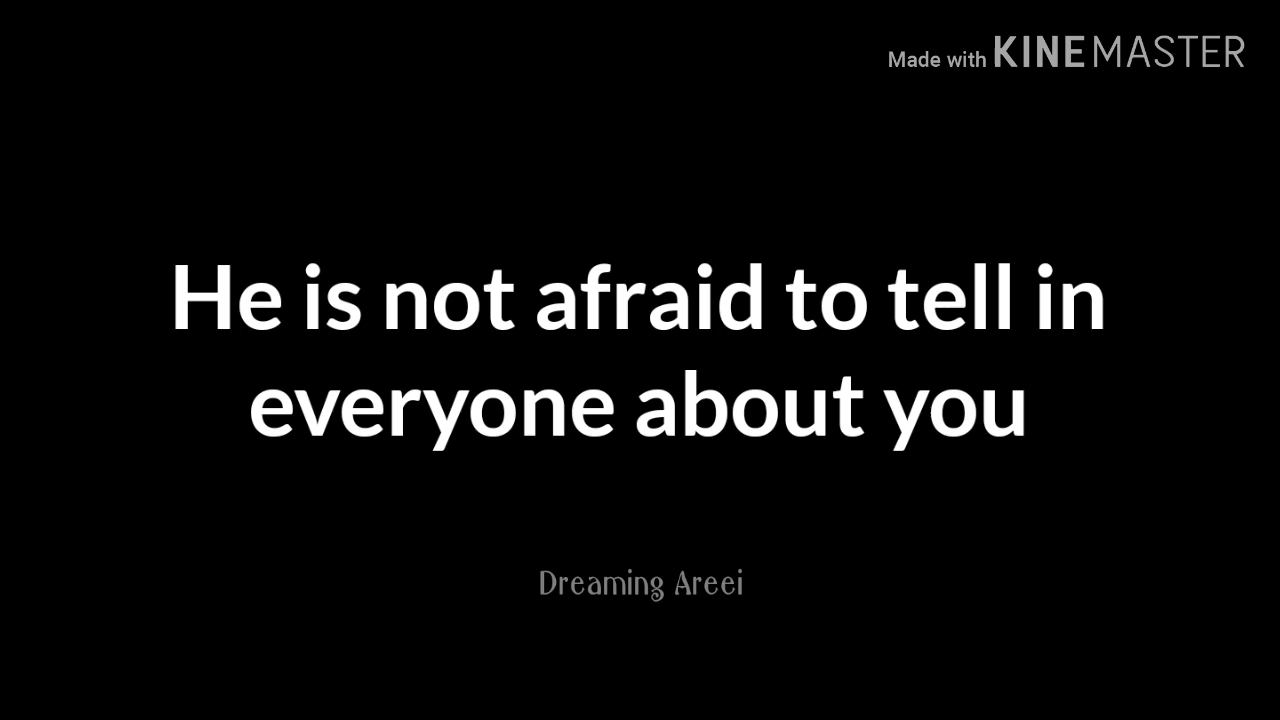 Made with KINEMASTER
He is not afraid to tell in
everyone about you
Dreaming Areei